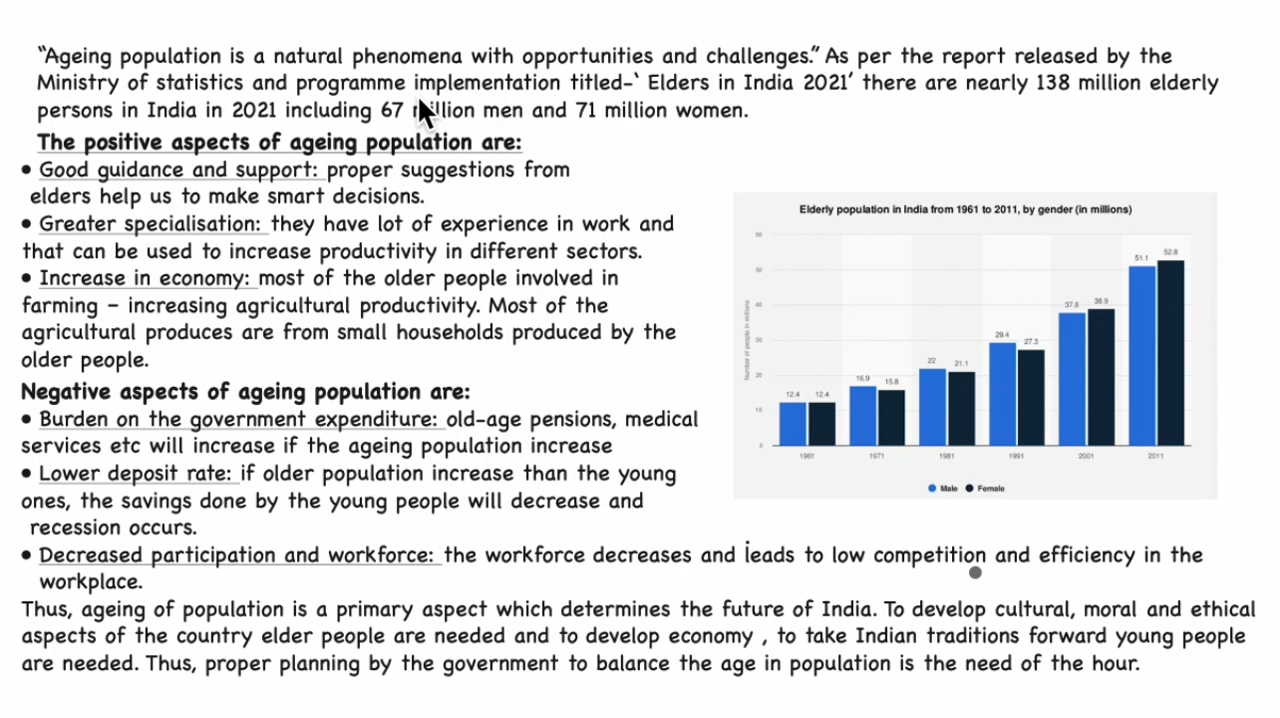 “Ageing population is a natural phenomena with opportunities and challenges.” As per the report released by the
Ministry of statistics and programme implementation titled-‘ Elders in India 2021’ there are nearly 138 million elderly
persons in India in 2021 including 67 million men and 71 million women.
The positive aspects of ageing population are:
• Good guidance and support: proper suggestions from
elders help us to make smart decisions.
• Greater specialisation: they have lot of experience in work and
that can be used to increase productivity in different sectors.
• Increase in economy: most of the older people involved in
farming – increasing agricultural productivity. Most of the
agricultural produces are from small households produced by the
older people.
Negative aspects of ageing population are:
• Burden on the government expenditure: old-age pensions, medical
services etc will increase if the ageing population increase
• Lower deposit rate: if older population increase than the young
ones, the savings done by the young people will decrease and
recession occurs.
• Decreased participation and workforce: the workforce decreases and leads to low competition and efficiency in the
workplace.
Thus, ageing of population is a primary aspect which determines the future of India. To develop cultural, moral and ethical
aspects of the country elder people are needed and to develop economy , to take Indian traditions forward young people
are needed. Thus, proper planning by the government to balance the age in population is the need of the hour.
Elderly population in India from 1961 to 2011, by gender (in millions)
Number of people in millions
60
50
40
30
20
10
0
12.4 12.4 16.9 15.8 22 21.1 29.4 27.3 37.8 38.9 51.1 52.8
1961 1971 1981 1991 2001 2011
Male Female